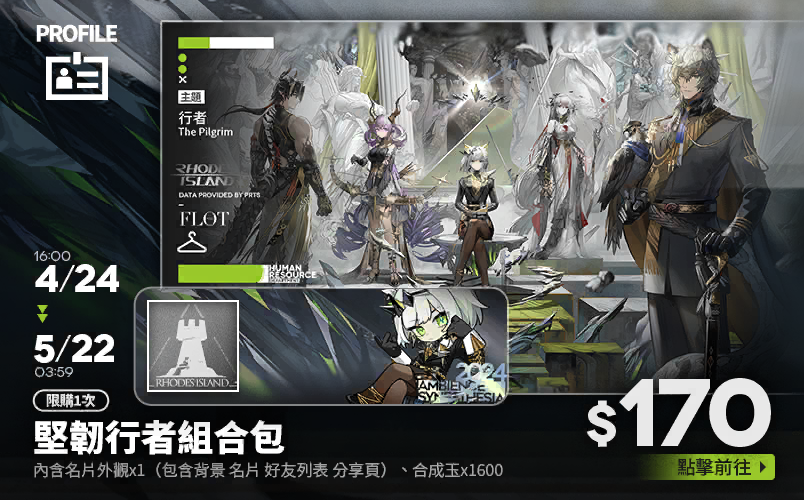 PROFILE
主題
行者
The Pilgrim
RHODES
ISLAND
DATA PROVIDED BY PRTS
FLOT
HUMAN
RESOURCE
16:00
4/24
5/22
03:59
RHODES ISLAND
2024
AMBIENCE
SYNESTHESIA
限購1次
堅韌行者組合包
內含名片外觀x1（包含背景 名片 好友列表 分享頁）、合成玉x1600
$170
點擊前往